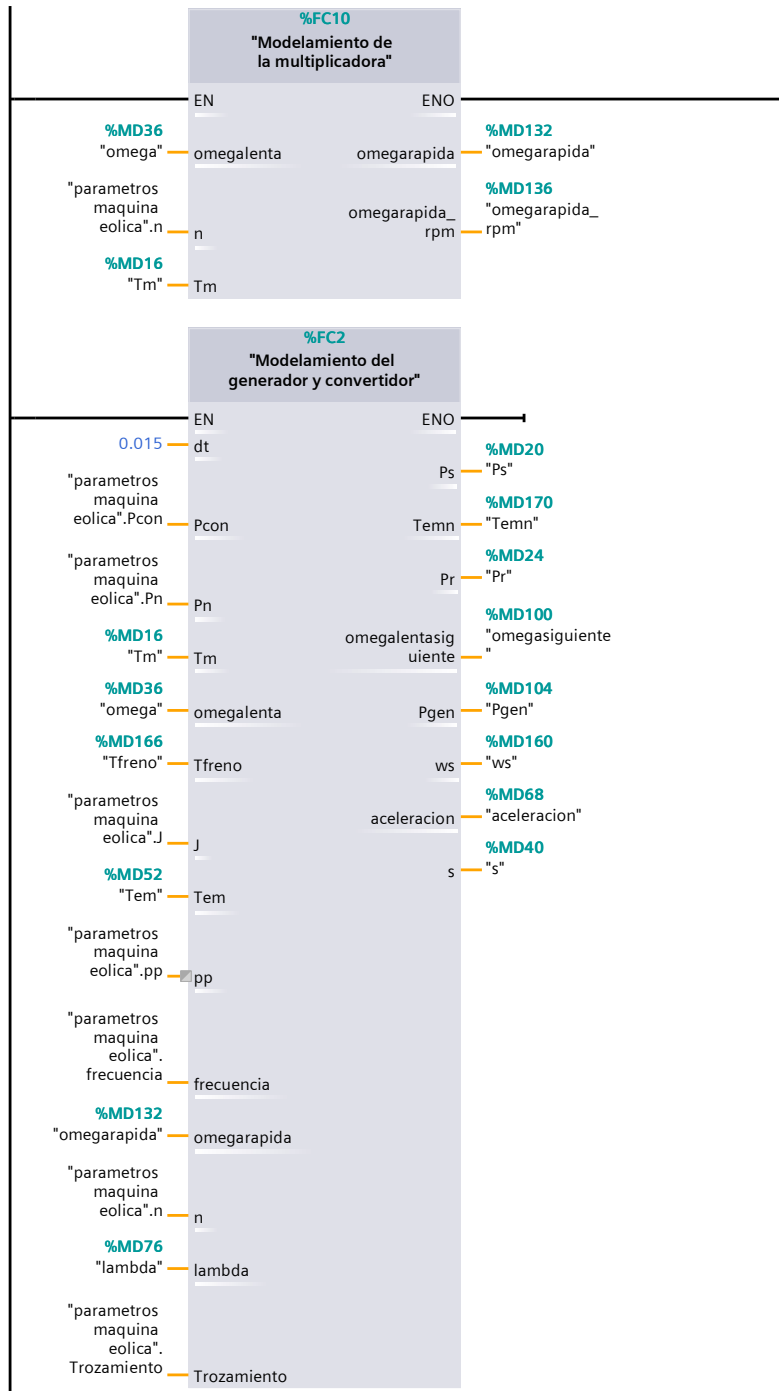 %FC10
"Modelamiento de
la multiplicadora"
EN
ENO
%MD36
"omega"
omegalenta
omegarapida
%MD132
"omegarapida"
"parametros
maquina
eolica".n
n
omegarapida_
rpm
%MD136
"omegarapida_
rpm"
%MD16
"Tm"
Tm
%FC2
"Modelamiento del
generador y convertidor"
EN
ENO
0.015
dt
Ps
%MD20
"Ps"
"parametros
maquina
eolica".Pcon
Pcon
Temn
%MD170
"Temn"
"parametros
maquina
eolica".Pn
Pn
Pr
%MD24
"Pr"
%MD16
"Tm"
Tm
omegalentasig
uiente
%MD100
"omegasiguiente
"
%MD36
"omega"
omegalenta
Pgen
%MD104
"Pgen"
%MD166
"Tfreno"
Tfreno
ws
%MD160
"ws"
"parametros
maquina
eolica".J
J
aceleracion
%MD68
"aceleracion"
%MD52
"Tem"
Tem
s
%MD40
"s"
"parametros
maquina
eolica".pp
pp
"parametros
maquina
eolica".
frecuencia
frecuencia
%MD132
"omegarapida"
omegarapida
"parametros
maquina
eolica".n
n
%MD76
"lambda"
lambda
"parametros
maquina
eolica".
Trozamiento
Trozamiento